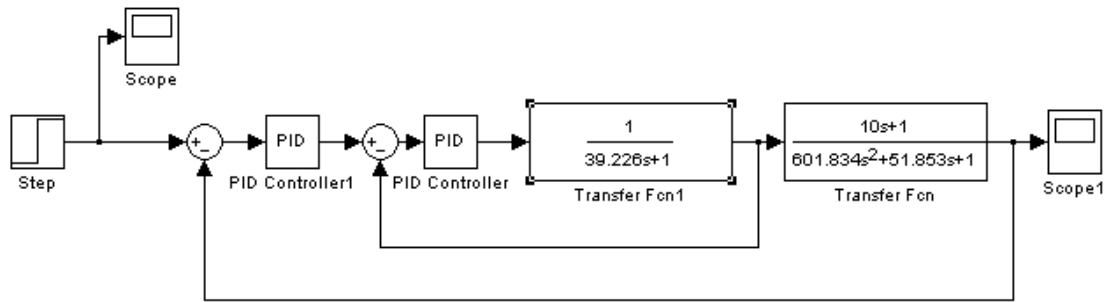 Scope
Step
+
−
PID
PID Controller1
+
−
PID
PID Controller
1
39.226s+1
Transfer Fcn1
10s+1
601.834s²+51.853s+1
Transfer Fcn
Scope1